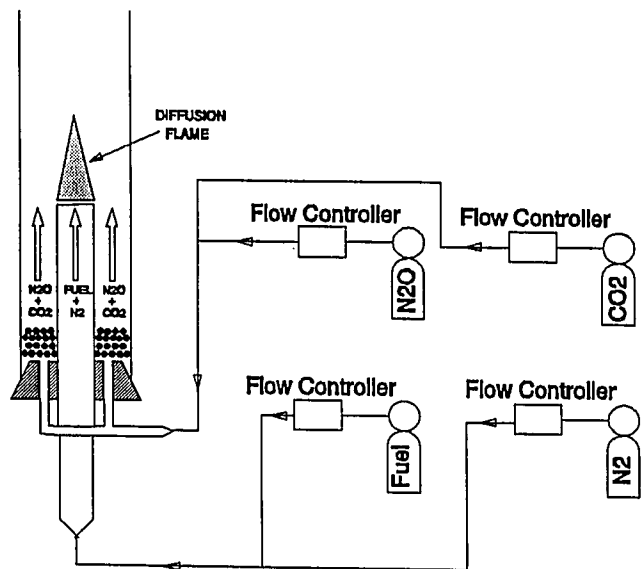 DIFFUSION
FLAME
Flow Controller
Flow Controller
N2O
CO2
N2O
+
CO2
FUEL
+
N2
N2O
+
CO2
Flow Controller
Flow Controller
Fuel
N2